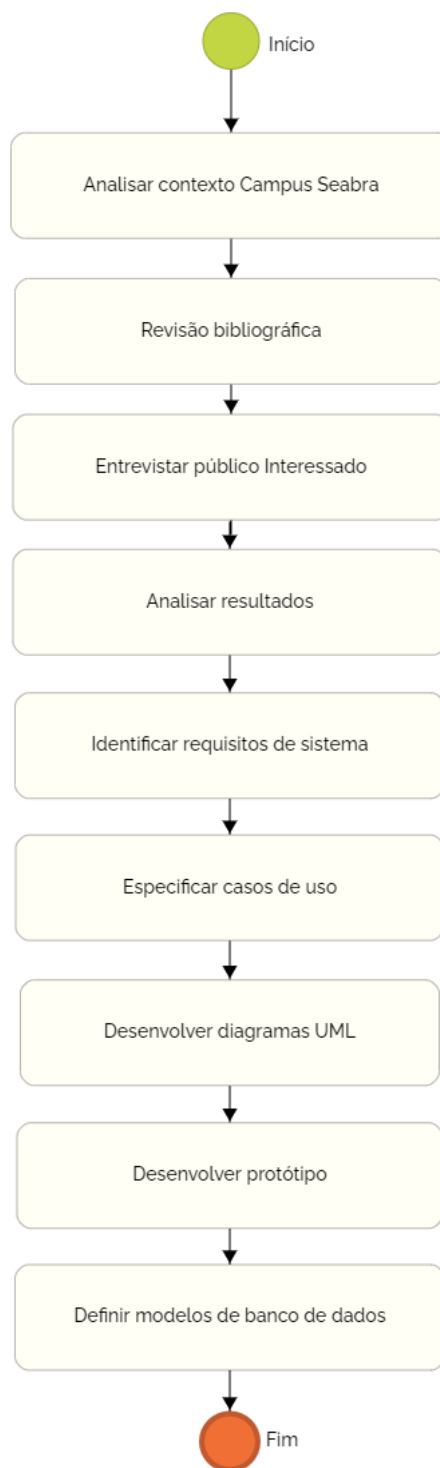 Início
Analisar contexto Campus Seabra
Revisão bibliográfica
Entrevistar público Interessado
Analisar resultados
Identificar requisitos de sistema
Especificar casos de uso
Desenvolver diagramas UML
Desenvolver protótipo
Definir modelos de banco de dados
Fim